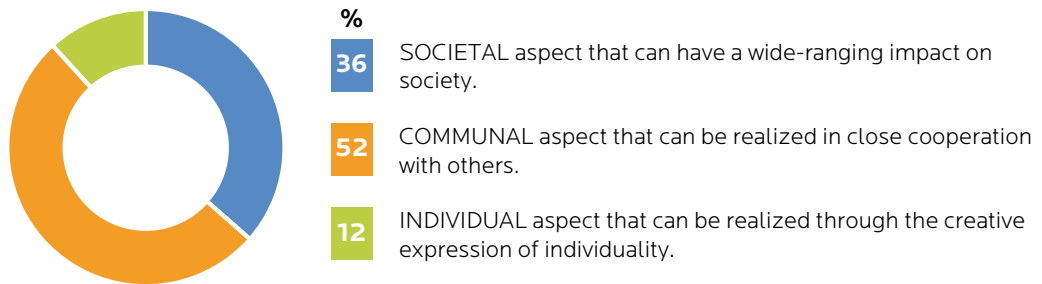 %
36
SOCIETAL aspect that can have a wide-ranging impact on
society.
52
COMMUNAL aspect that can be realized in close cooperation
with others.
12
INDIVIDUAL aspect that can be realized through the creative
expression of individuality.